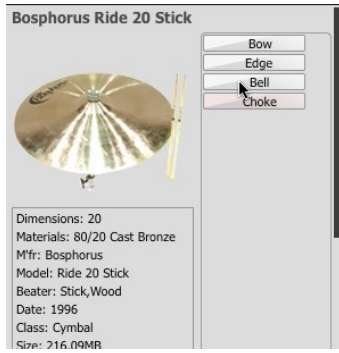 Bosphorus Ride 20 Stick
Bow
Edge
Bell
Choke
Bosphorus
Dimensions: 20
Materials: 80/20 Cast Bronze
M'fr: Bosphorus
Model: Ride 20 Stick
Beater: Stick,Wood
Date: 1996
Class: Cymbal
Size: 216.09MB